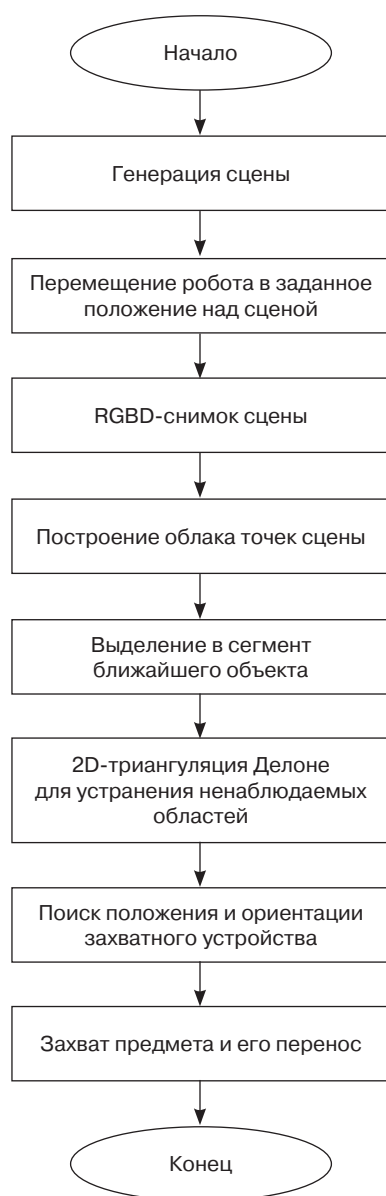 Начало
Генерация сцены
Перемещение робота в заданное
положение над сценой
RGBD-снимок сцены
Построение облака точек сцены
Выделение в сегмент
ближайшего объекта
2D-триангуляция Делоне
для устранения ненаблюдаемых
областей
Поиск положения и ориентации
захватного устройства
Захват предмета и его перенос
Конец